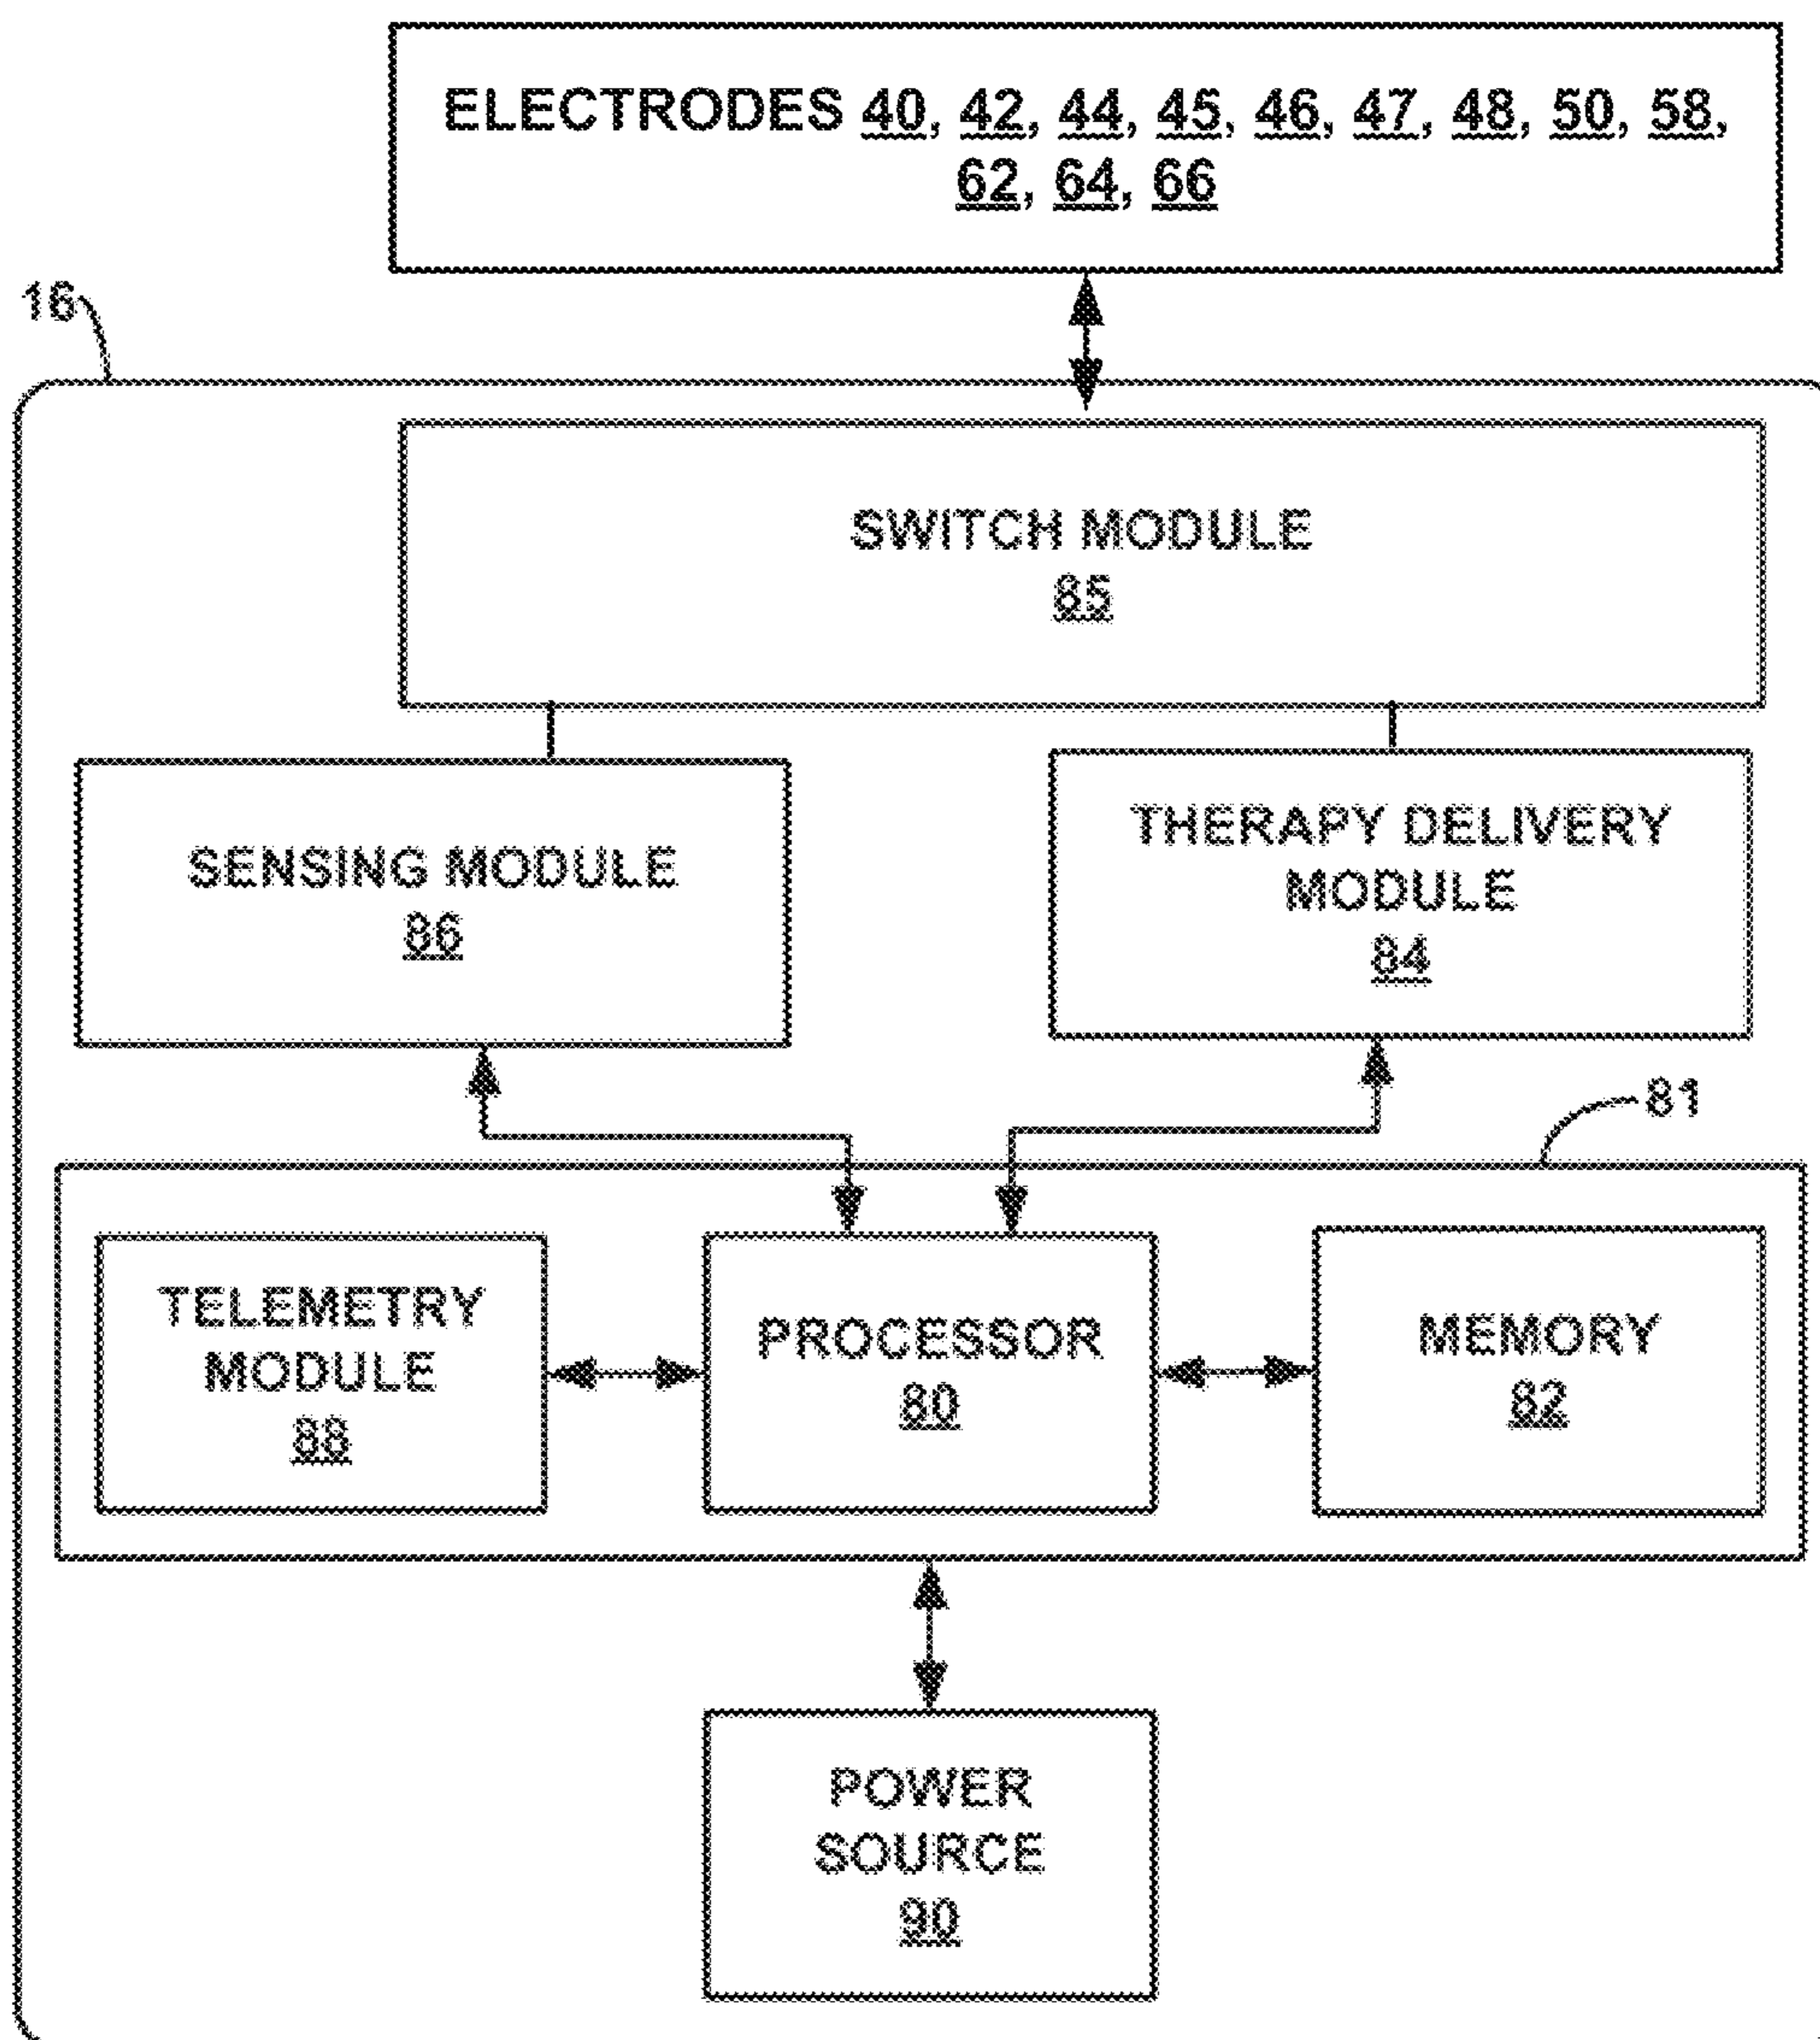 ELECTRODES 40, 42, 44, 45, 46, 47, 48, 50, 58,
62, 64, 66
16
SWITCH MODULE
85
SENSING MODULE
86
THERAPY DELIVERY
MODULE
84
81
TELEMETRY
MODULE
88
PROCESSOR
80
MEMORY
82
POWER
SOURCE
90